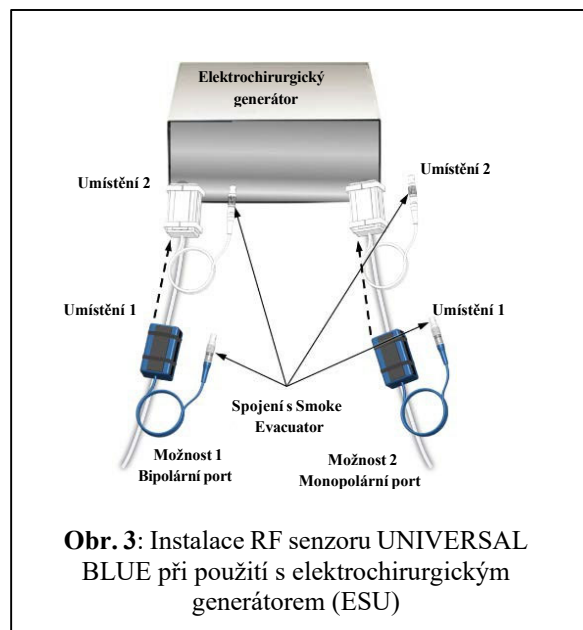 Elektrochirurgický
generátor
Umístění 2
Umístění 2
Umístění 1
Umístění 1
Spojení s Smoke
Evacuator
Možnost 1
Bipolární port
Možnost 2
Monopolární port
Obr. 3: Instalace RF senzoru UNIVERSAL
BLUE při použití s elektrochirurgickým
generátorem (ESU)